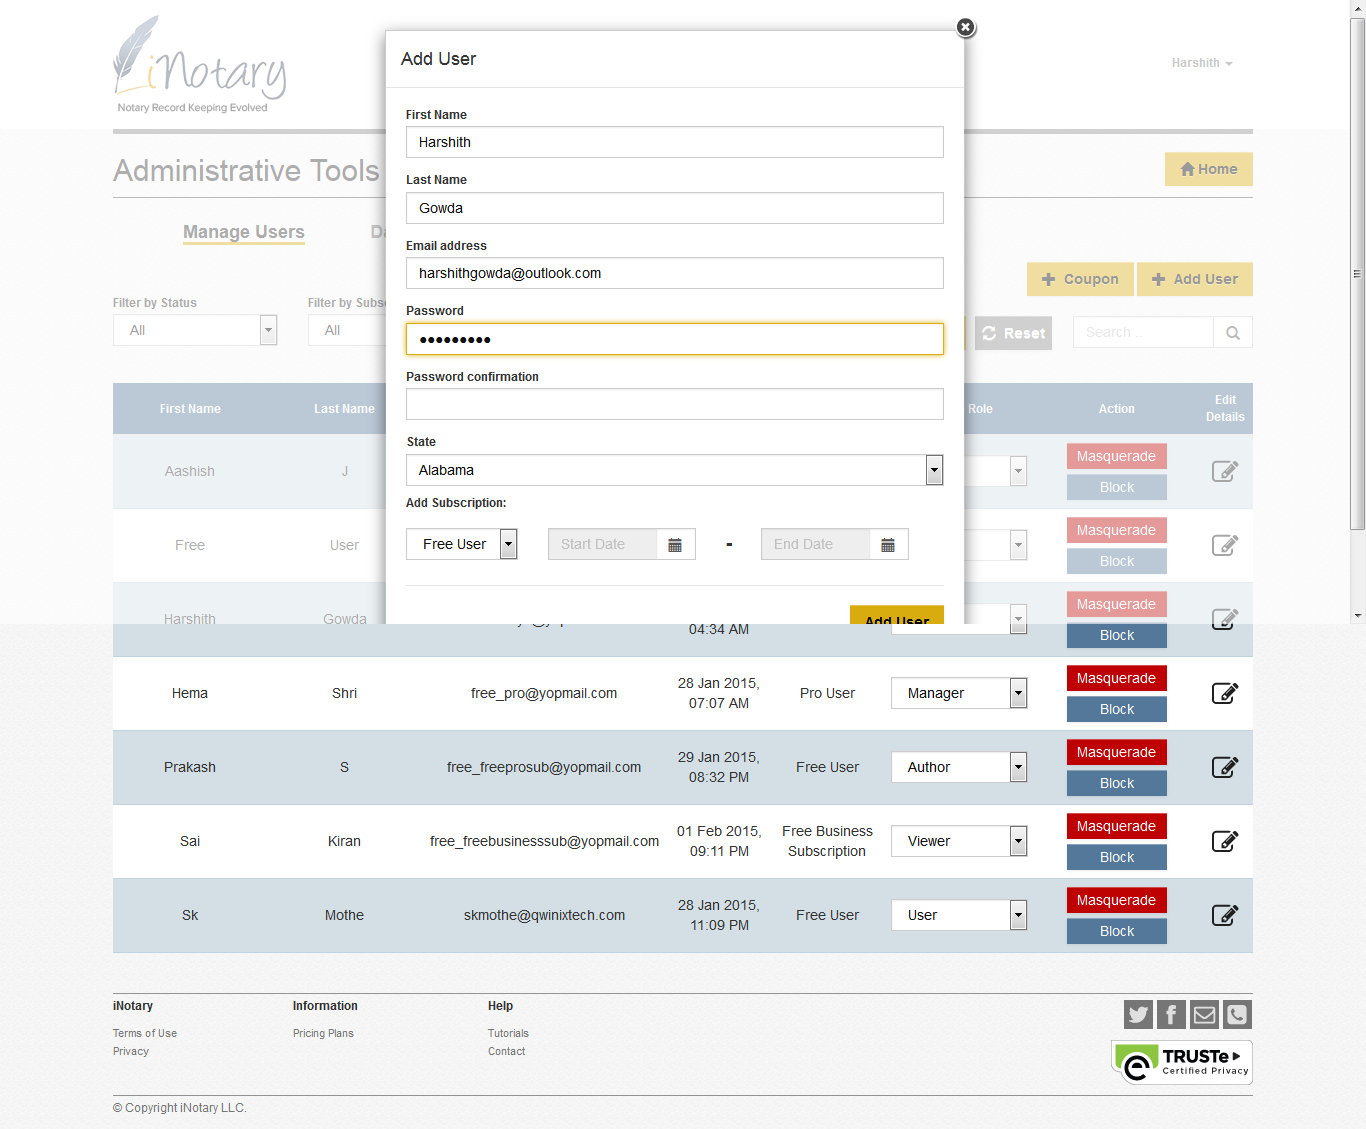 iNotary
Notary Record Keeping Evolved
Harshith
Add User
First Name
Harshith
Last Name
Gowda
Email address
harshithgowda@outlook.com
Password
●●●●●●●●●
Password confirmation
State
Alabama
Add Subscription:
Free User
Start Date
-
End Date
Add User
Administrative Tools
Home
Manage Users
Coupon
Add User
Filter by Status
All
All
Reset
Search ..
First Name
Last Name
Role
Action
Edit
Details
Aashish
J
Masquerade
Block
Free
User
Masquerade
Block
Harshith
Gowda
04:34 AM
Masquerade
Block
Hema
Shri
free_pro@yopmail.com
28 Jan 2015,
07:07 AM
Pro User
Manager
Masquerade
Block
Prakash
S
free_freeprosub@yopmail.com
29 Jan 2015,
08:32 PM
Free User
Author
Masquerade
Block
Sai
Kiran
free_freebusinesssub@yopmail.com
01 Feb 2015,
09:11 PM
Free Business
Subscription
Viewer
Masquerade
Block
Sk
Mothe
skmothe@qwinixtech.com
28 Jan 2015,
11:09 PM
Free User
User
Masquerade
Block
iNotary
Terms of Use
Privacy
Information
Pricing Plans
Help
Tutorials
Contact
TRUSTe
Certified Privacy
© Copyright iNotary LLC.